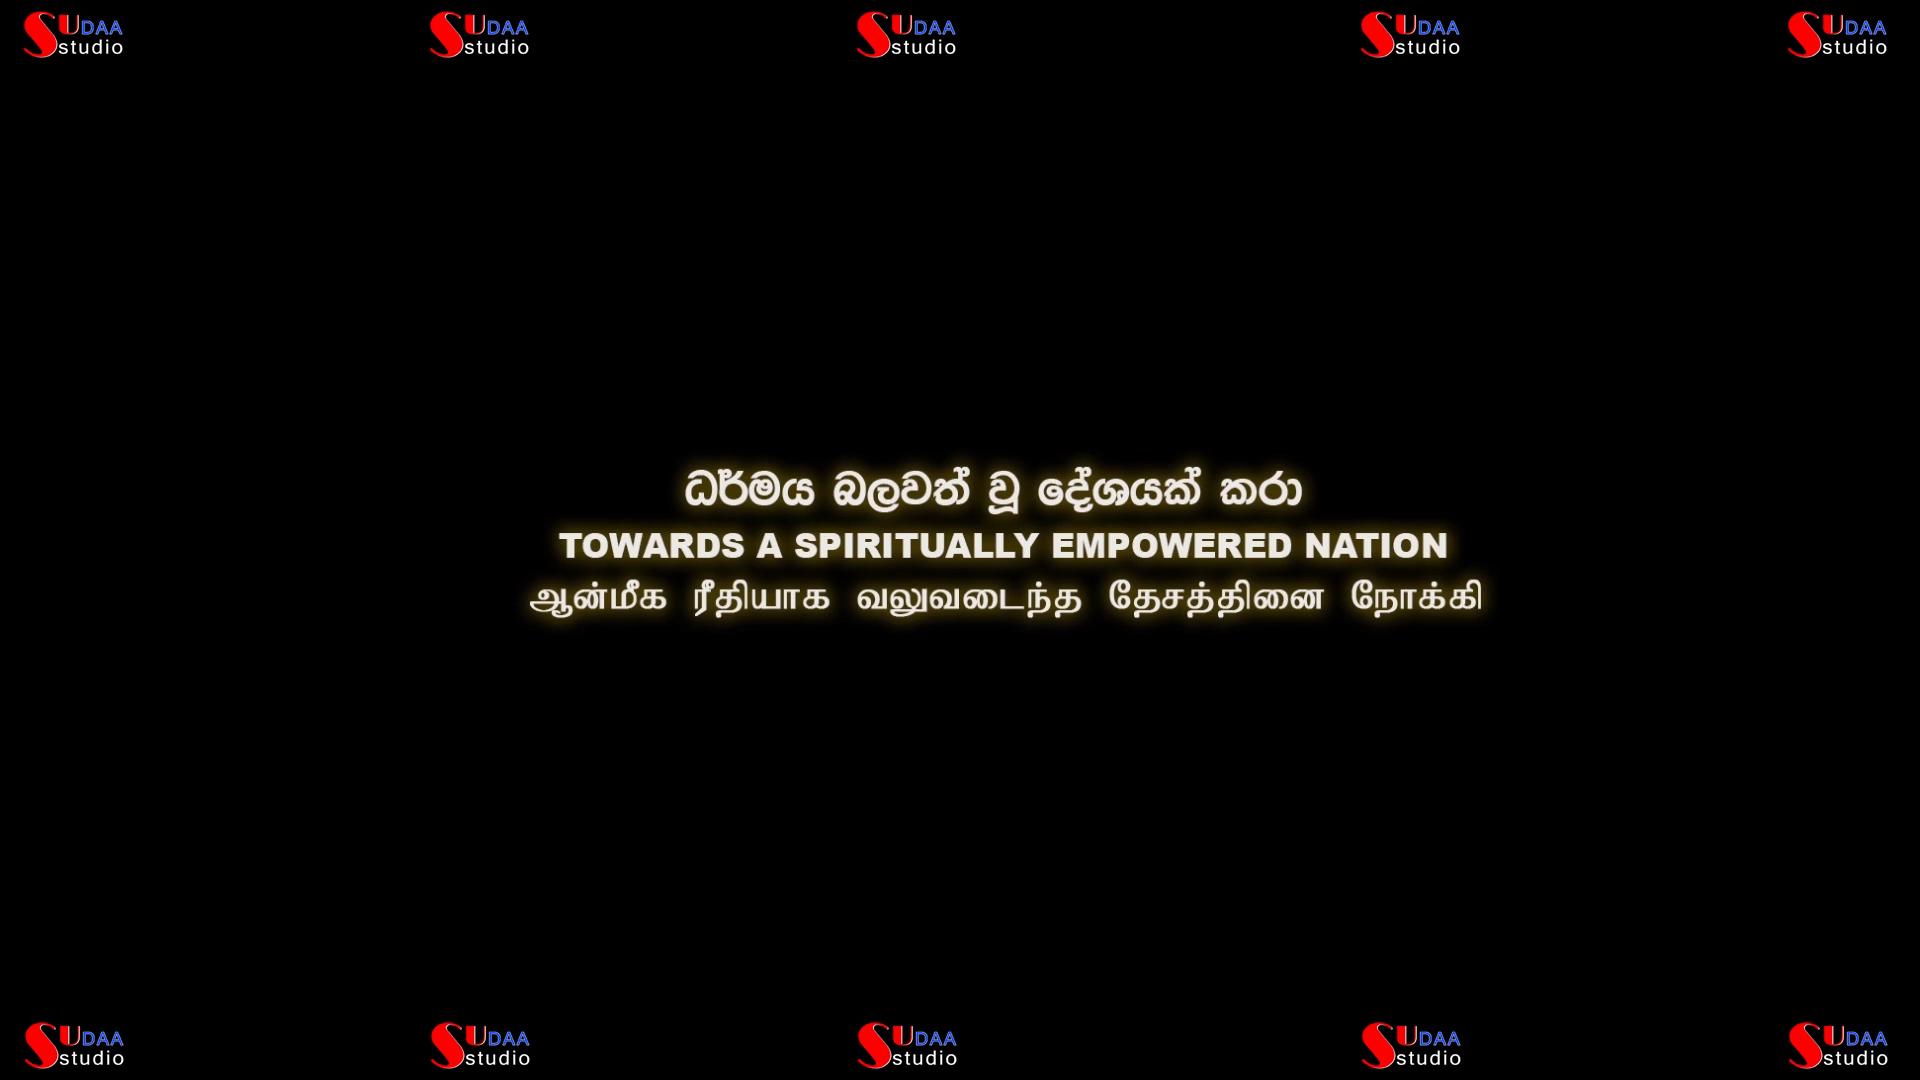 SUDAA SUDAA SUDAA SUDAA SUDAA
studio studio studio studio studio
ධර්මය බලවත් වූ දේශයක් කරා
TOWARDS A SPIRITUALLY EMPOWERED NATION
ஆன்மீக ரீதியாக வலுவடைந்த தேசத்தினை நோக்கி
SUDAA SUDAA SUDAA SUDAA SUDAA
studio studio studio studio studio